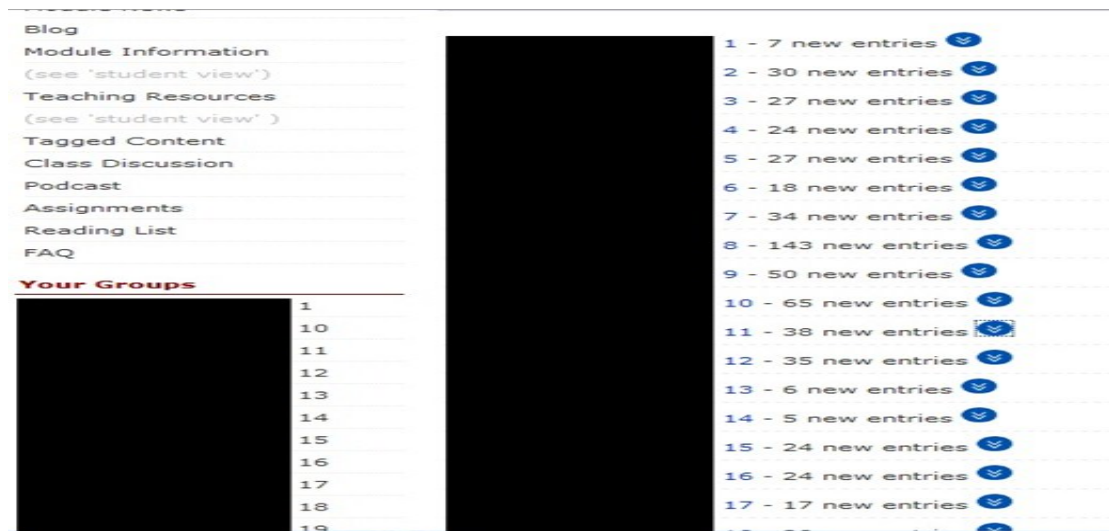 Blog
Module Information
(see 'student view')
Teaching Resources
(see 'student view' )
Tagged Content
Class Discussion
Podcast
Assignments
Reading List
FAQ
Your Groups
1
10
11
12
13
14
15
16
17
18
19
1 - 7 new entries
2 - 30 new entries
3 - 27 new entries
4 - 24 new entries
5 - 27 new entries
6 - 18 new entries
7 - 34 new entries
8 - 143 new entries
9 - 50 new entries
10 - 65 new entries
11 - 38 new entries
12 - 35 new entries
13 - 6 new entries
14 - 5 new entries
15 - 24 new entries
16 - 24 new entries
17 - 17 new entries